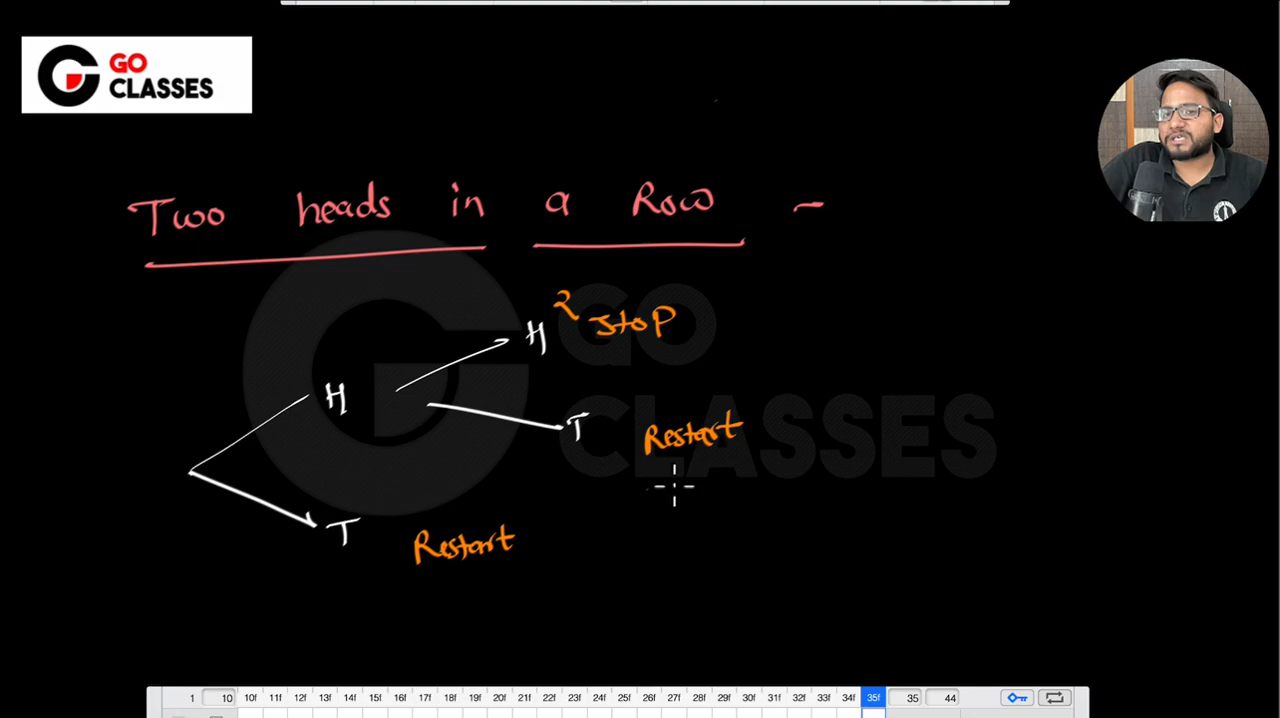 GO
CLASSES
Two heads in a Row -
GO
CLASSES
H 2 Stop
H
T Restart
T Restart
1 10 10f 11f 12f 13f 14f 15f 16f 17f 18f 19f 20f 21f 22f 23f 24f 25f 26f 27f 28f 29f 30f 31f 32f 33f 34f 35f 35 44